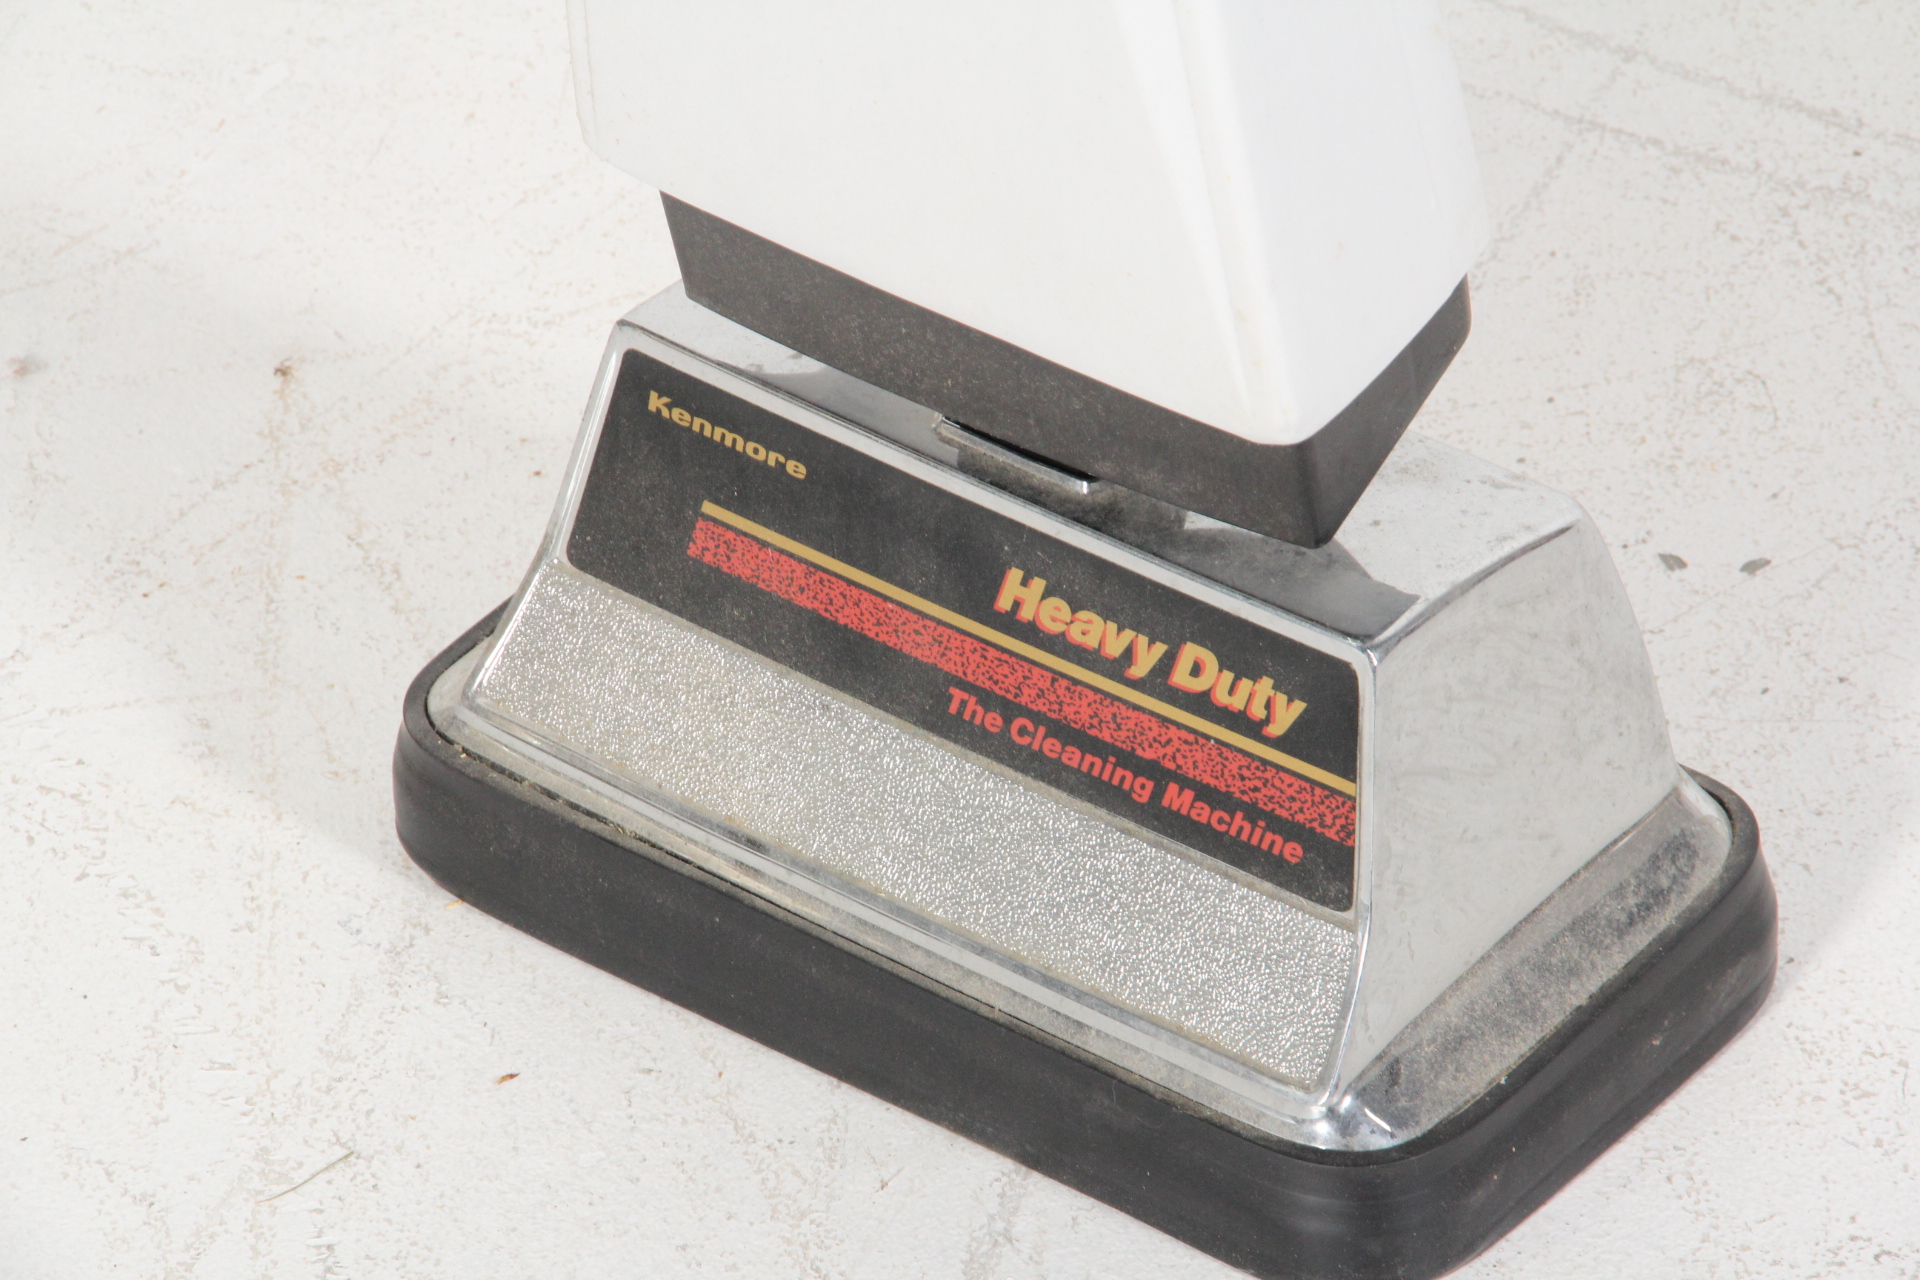 Kenmore
Heavy Duty
The Cleaning Machine